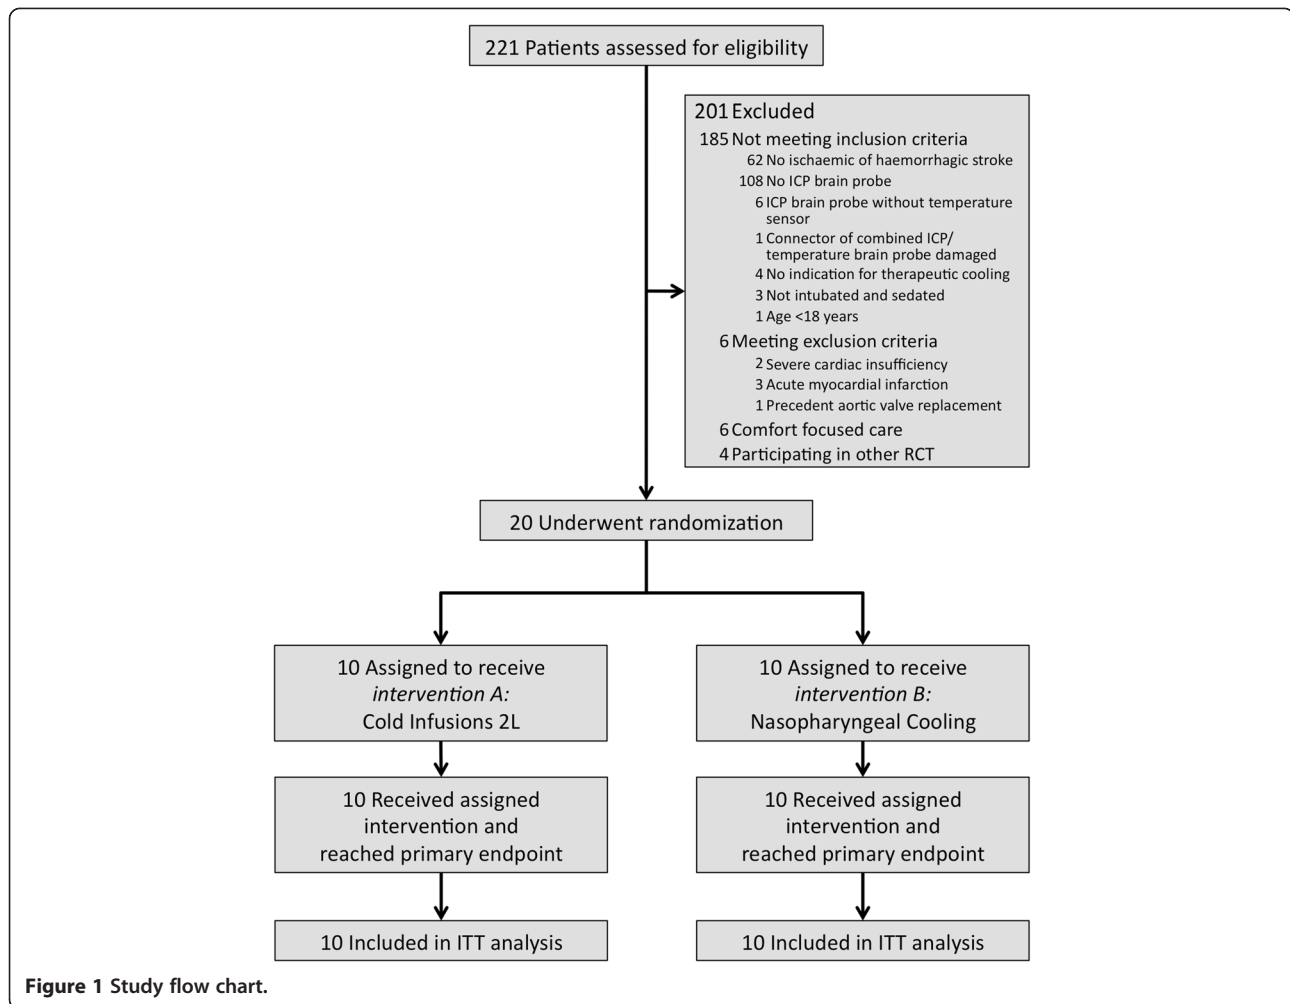 221 Patients assessed for eligibility
201 Excluded
185 Not meeting inclusion criteria
62 No ischaemic of haemorrhagic stroke
108 No ICP brain probe
6 ICP brain probe without temperature
sensor
1 Connector of combined ICP/
temperature brain probe damaged
4 No indication for therapeutic cooling
3 Not intubated and sedated
1 Age <18 years
6 Meeting exclusion criteria
2 Severe cardiac insufficiency
3 Acute myocardial infarction
1 Precedent aortic valve replacement
6 Comfort focused care
4 Participating in other RCT
20 Underwent randomization
10 Assigned to receive
intervention A:
Cold Infusions 2L
10 Assigned to receive
intervention B:
Nasopharyngeal Cooling
10 Received assigned
intervention and
reached primary endpoint
10 Received assigned
intervention and
reached primary endpoint
10 Included in ITT analysis
10 Included in ITT analysis
Figure 1 Study flow chart.